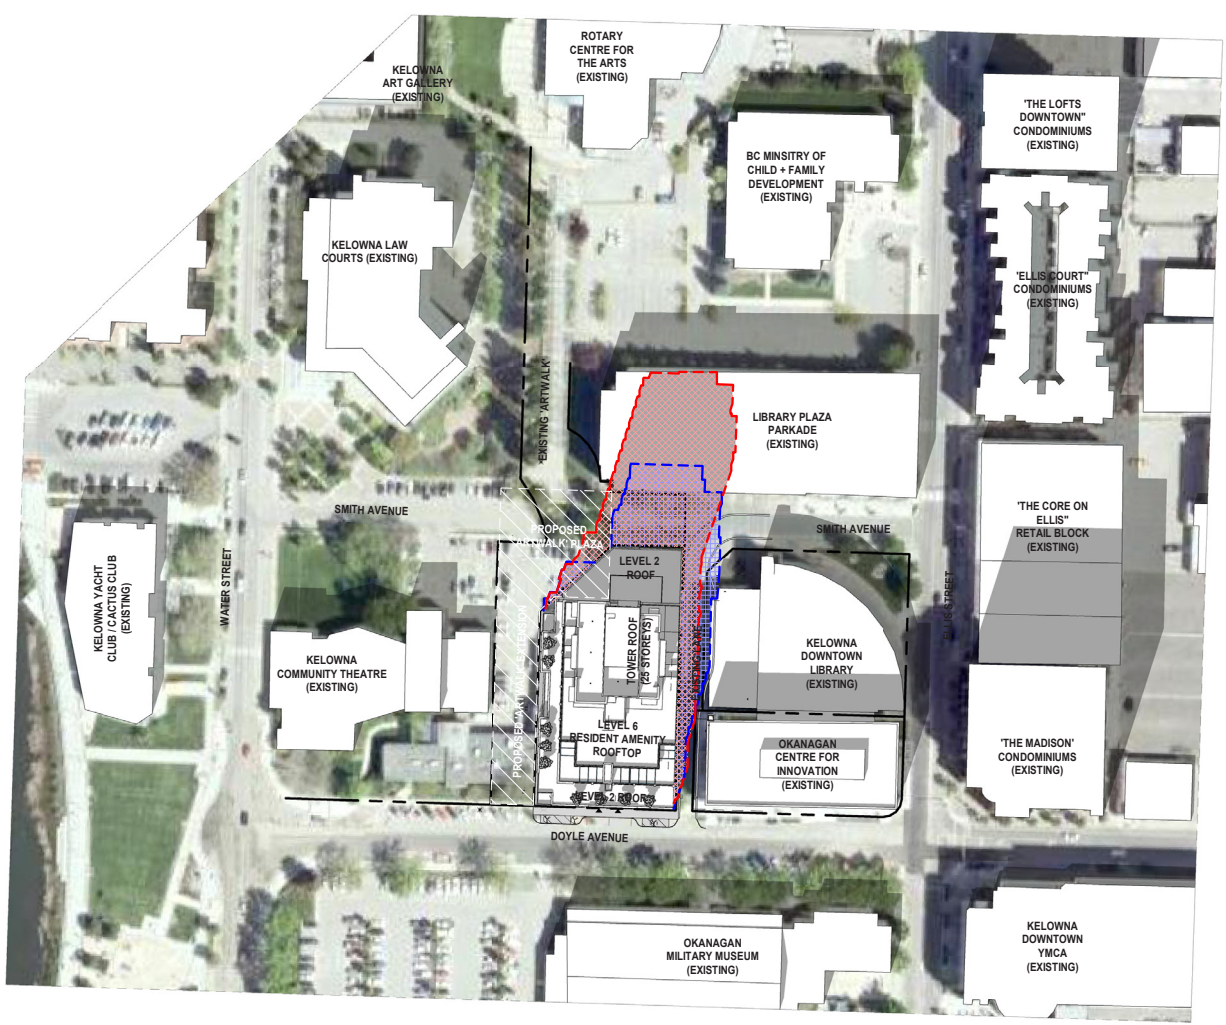 ROTARY
CENTRE FOR
THE ARTS
(EXISTING)
KELOWNA
ART GALLERY
(EXISTING)
'THE LOFTS
DOWNTOWN"
CONDOMINIUMS
(EXISTING)
BC MINSITRY OF
CHILD + FAMILY
DEVELOPMENT
(EXISTING)
KELOWNA LAW
COURTS (EXISTING)
'ELLIS COURT"
CONDOMINIUMS
(EXISTING)
EXISTING 'ARTWALK'
LIBRARY PLAZA
PARKADE
(EXISTING)
SMITH AVENUE
PROPOSED
'ARTWALK' PLAZA
SMITH AVENUE
'THE CORE ON
ELLIS"
RETAIL BLOCK
(EXISTING)
LEVEL 2
ROOF
WATER STREET
KELOWNA YACHT
CLUB / CACTUS CLUB
(EXISTING)
ELLIS STREET
TOWER ROOF
(25 STOREYS)
KELOWNA
COMMUNITY THEATRE
(EXISTING)
KELOWNA
DOWNTOWN
LIBRARY
(EXISTING)
LEVEL 6
RESIDENT AMENITY
ROOFTOP
OKANAGAN
CENTRE FOR
INNOVATION
(EXISTING)
'THE MADISON'
CONDOMINIUMS
(EXISTING)
LEVEL 2 ROOF
DOYLE AVENUE
OKANAGAN
MILITARY MUSEUM
(EXISTING)
KELOWNA
DOWNTOWN
YMCA
(EXISTING)